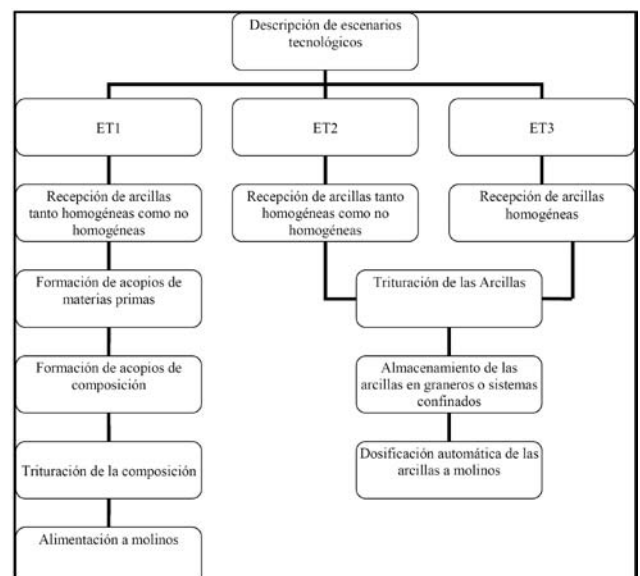 Descripción de escenarios
tecnológicos
ET1
ET2
ET3
Recepción de arcillas
tanto homogéneas como no
homogéneas
Recepción de arcillas tanto
homogéneas como no
homogéneas
Recepción de arcillas
homogéneas
Formación de acopios de
materias primas
Trituración de las Arcillas
Formación de acopios de
composición
Almacenamiento de las
arcillas en graneros o sistemas
confinados
Trituración de la composición
Dosificación automática de las
arcillas a molinos
Alimentación a molinos